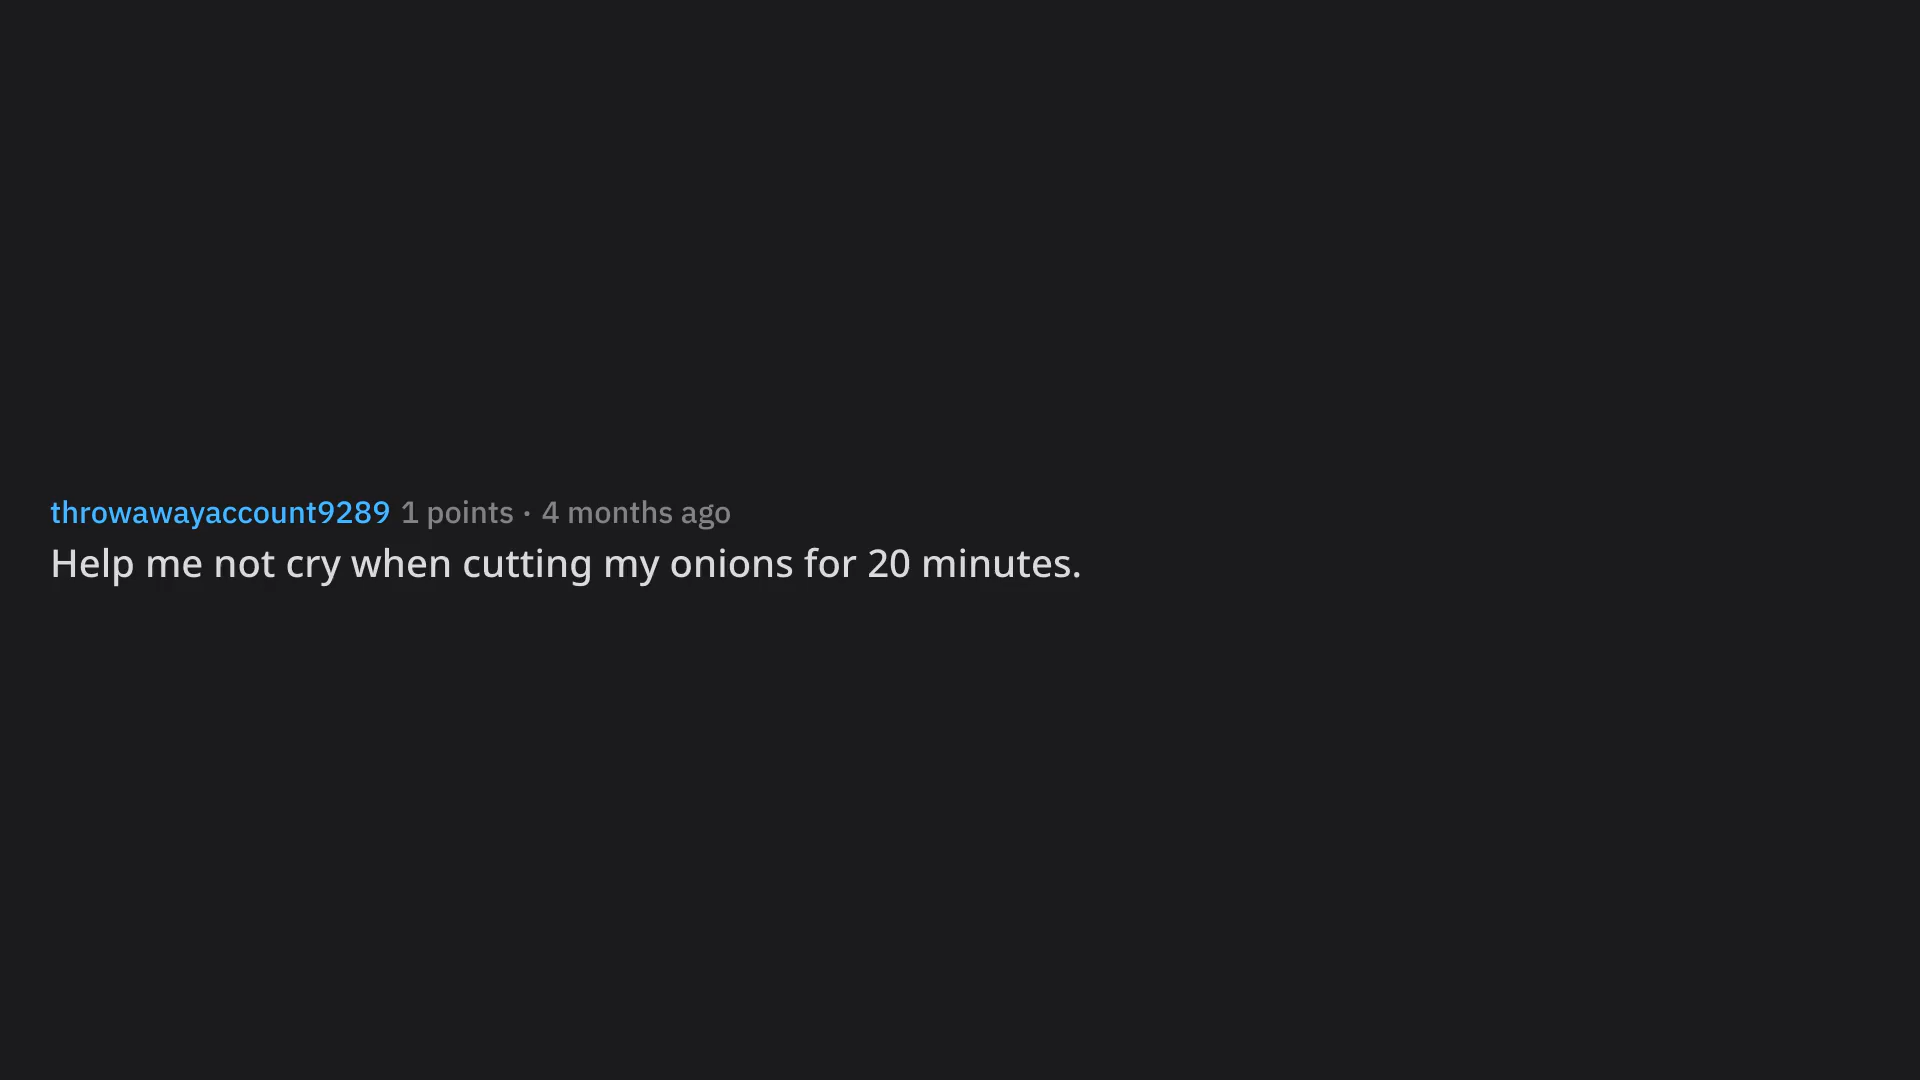 throwawayaccount9289 1 points · 4 months ago
Help me not cry when cutting my onions for 20 minutes.